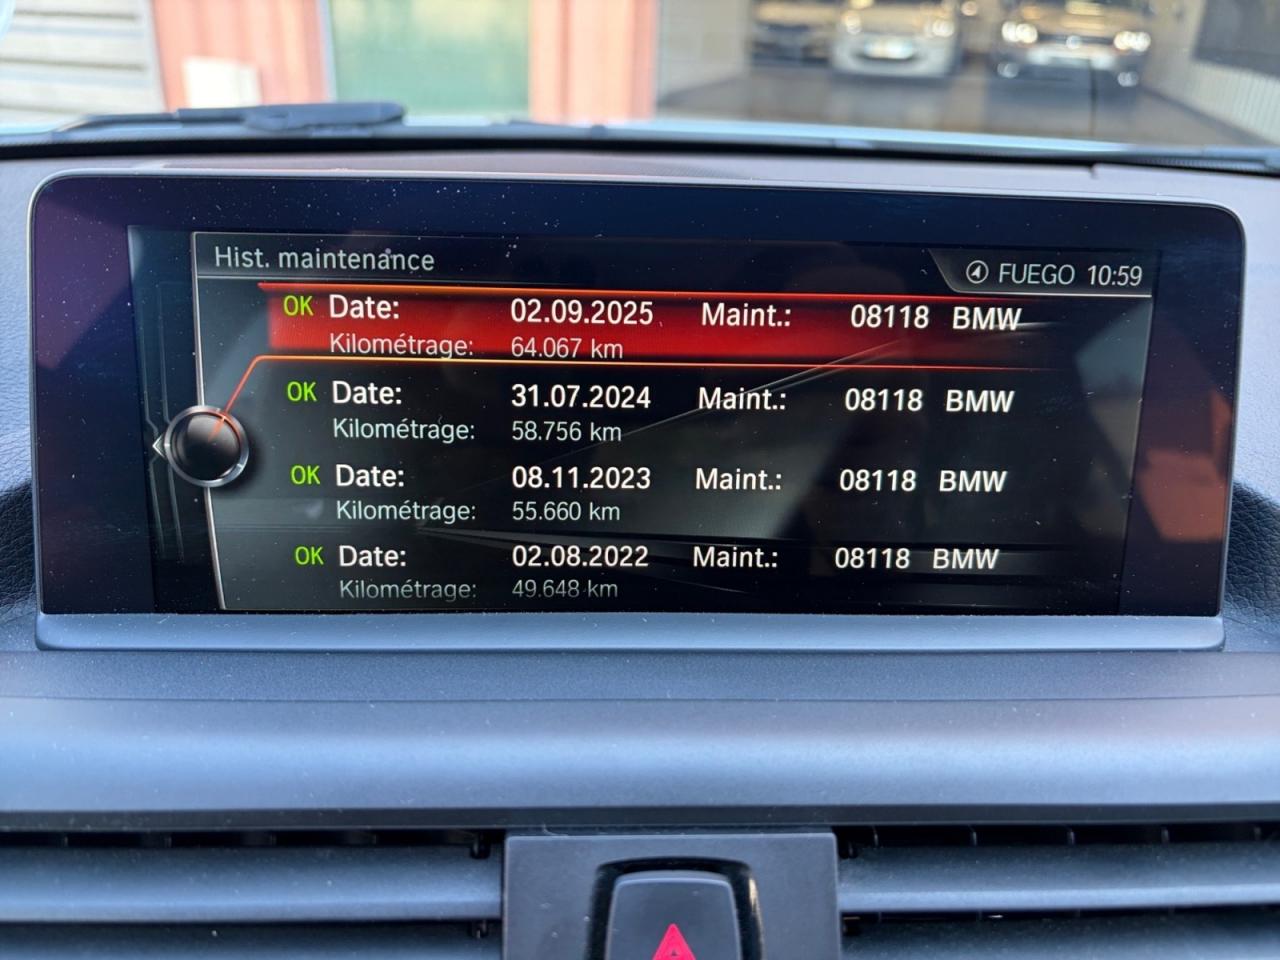 Hist. maintenance
FUEGO 10:59
OK Date: 02.09.2025 Maint.: 08118 BMW
Kilométrage: 64.067 km
OK Date: 31.07.2024 Maint.: 08118 BMW
Kilométrage: 58.756 km
OK Date: 08.11.2023 Maint.: 08118 BMW
Kilométrage: 55.660 km
OK Date: 02.08.2022 Maint.: 08118 BMW
Kilométrage: 49.648 km